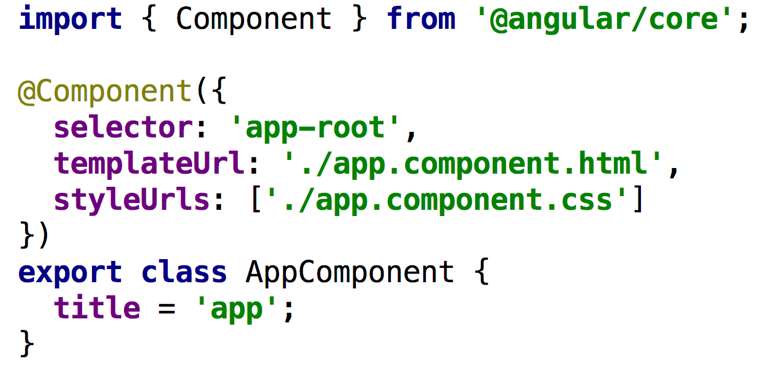 import { Component } from '@angular/core';
@Component({
  selector: 'app-root',
  templateUrl: './app.component.html',
  styleUrls: ['./app.component.css']
})
export class AppComponent {
  title = 'app';
}